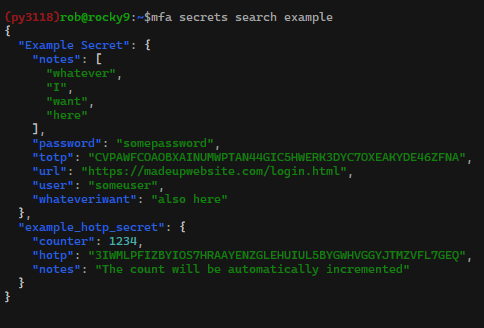 (py3118)rob@rocky9:~$mfa secrets search example
{
  "Example Secret": {
    "notes": [
      "whatever",
      "I",
      "want",
      "here"
    ],
    "password": "somepassword",
    "totp": "CVPAWFCOAOBXAINUMWPTAN44GIC5HWERK3DYC7OXEAKYDE46ZFNA",
    "url": "https://madeupwebsite.com/login.html",
    "user": "someuser",
    "whateveriwant": "also here"
  },
  "example_hotp_secret": {
    "counter": 1234,
    "hotp": "3IWMLPFIZBYIOS7HRAAYENZGLEHUIUL5BYGWHVGGYJTMZVFL7GEQ",
    "notes": "The count will be automatically incremented"
  }
}